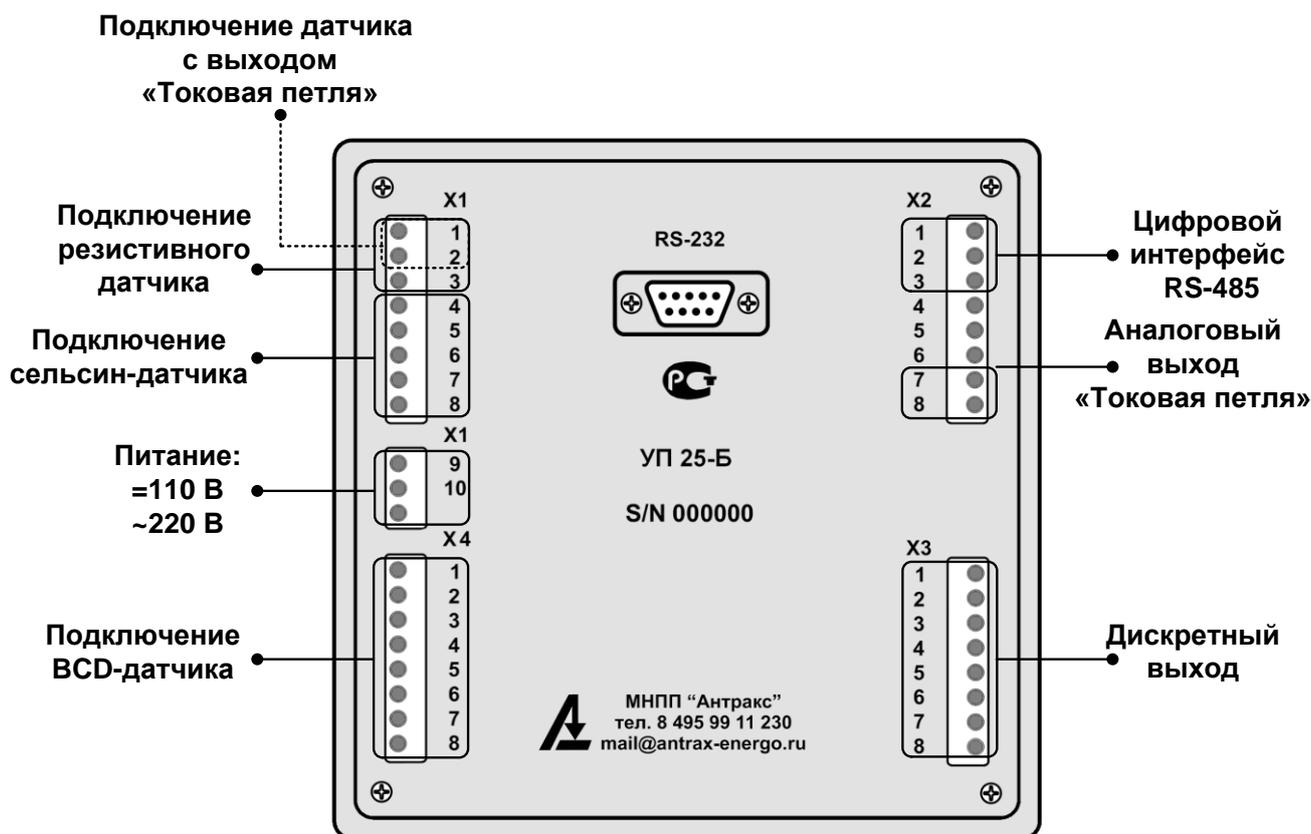 Подключение датчика
с выходом
«Токовая петля»
Подключение
резистивного
датчика
Подключение
сельсин-датчика
Питание:
=110 В
~220 В
Подключение
BCD-датчика
X1
1
2
3
4
5
6
7
8
X1
9
10
X4
1
2
3
4
5
6
7
8
RS-232
РСТ
УП 25-Б
S/N 000000
МНПП “Антракс”
тел. 8 495 99 11 230
mail@antrax-energo.ru
X2
1
2
3
4
5
6
7
8
X3
1
2
3
4
5
6
7
8
Цифровой
интерфейс
RS-485
Аналоговый
выход
«Токовая петля»
Дискретный
выход